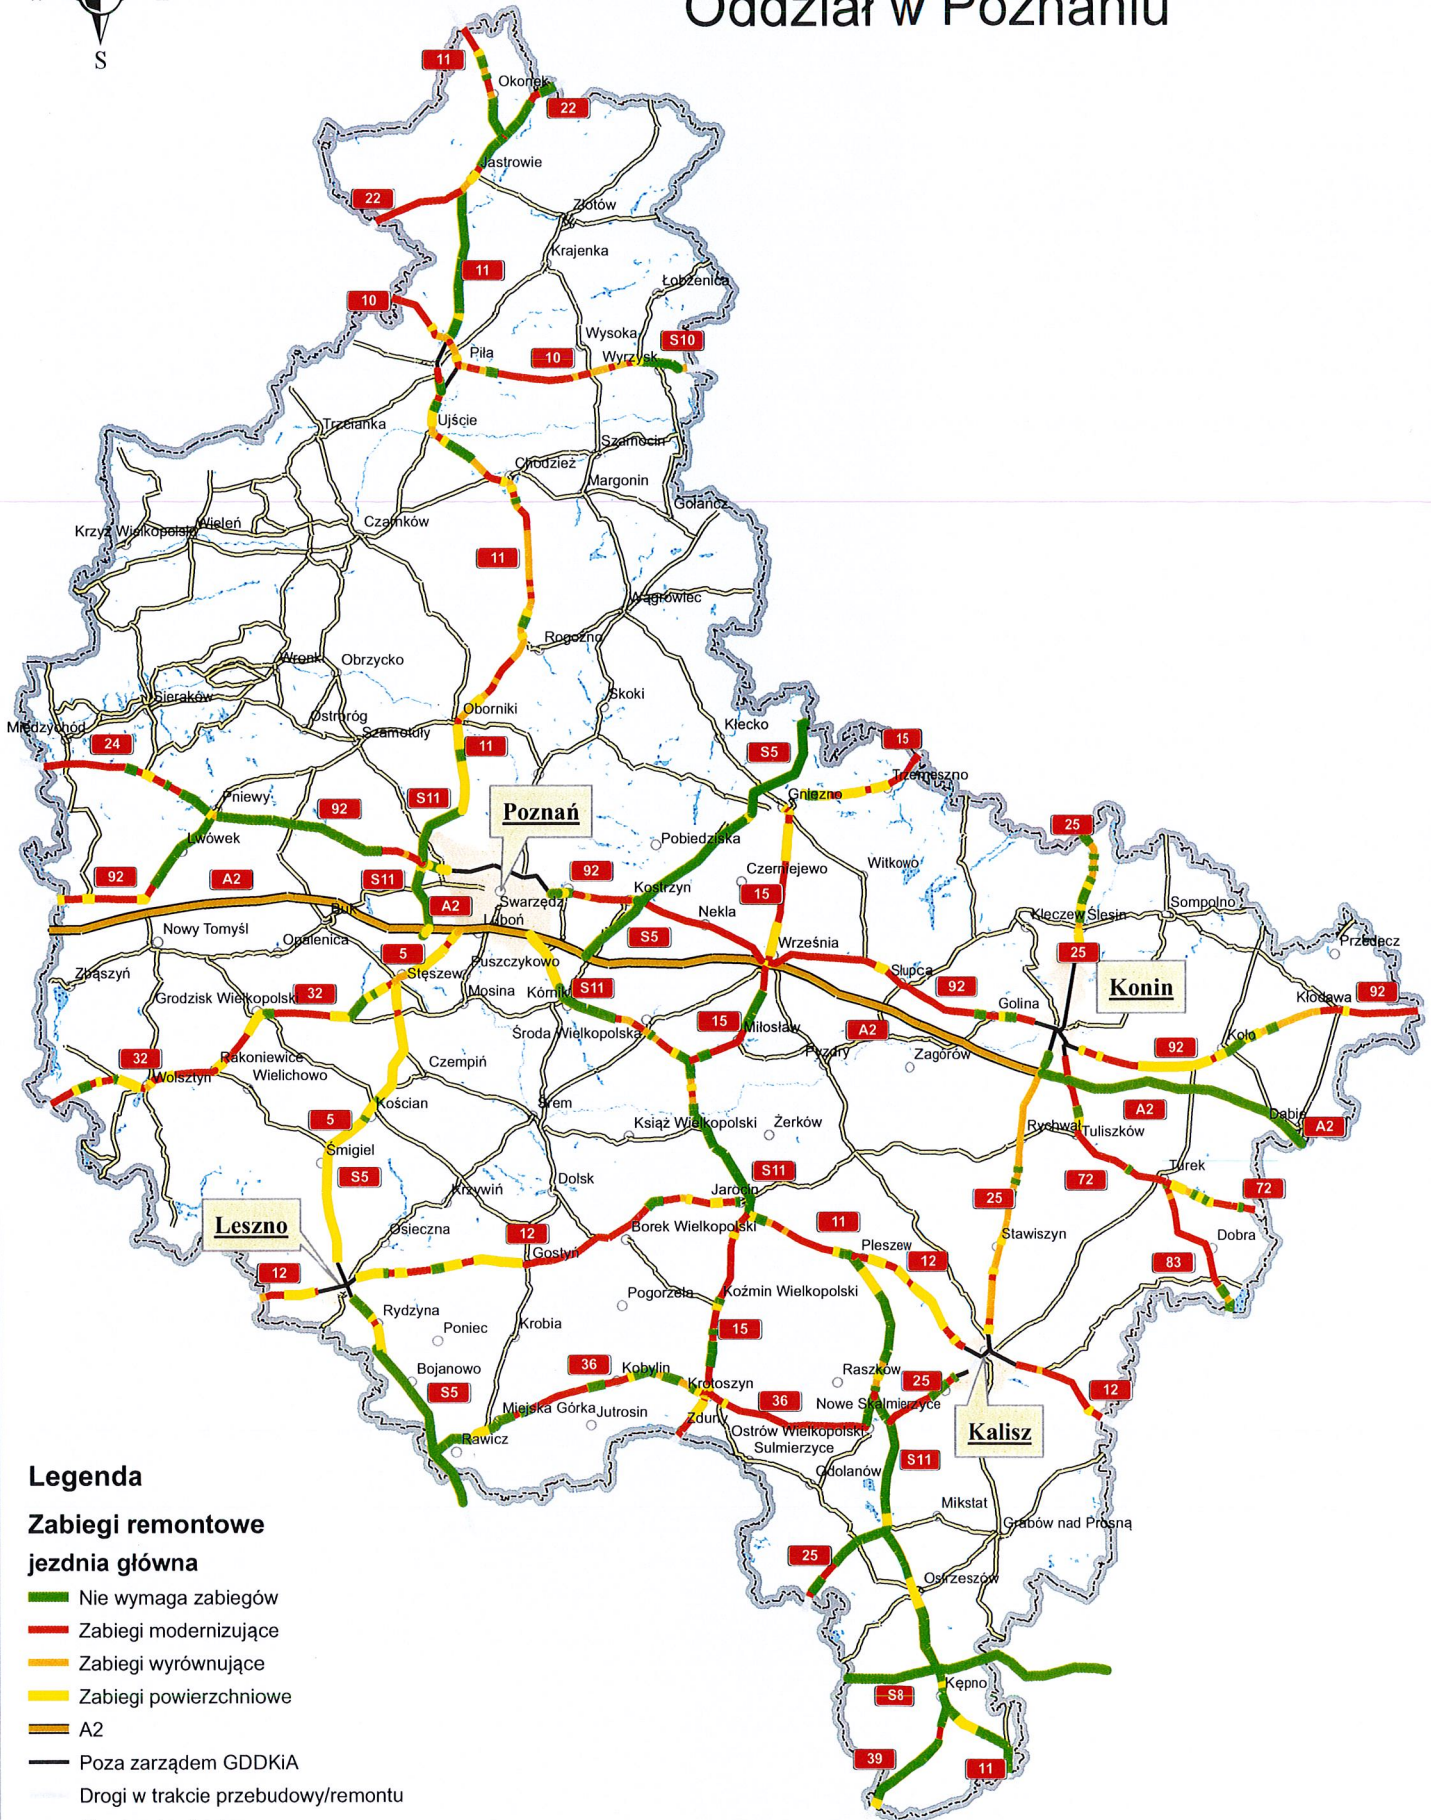 Oddział w Poznaniu
S
11
Okonek
22
Jastrowie
22
Złotów
Krajenka
11
Łobżenica
10
Wysoka
S10
Piła
10
Wyrzysk
Ujście
Trzcianka
Szamocin
Chodzież
Margonin
Gołańcz
Krzyż Wielkopolski
Wieleń
Czarnków
11
Wągrowiec
Rogoźno
Wronki
Obrzycko
Sieraków
Skoki
Oborniki
Ostroróg
Międzychód
Szamotuły
Kłecko
24
11
S5
15
Trzemeszno
Pniewy
92
S11
Poznań
Gniezno
25
Lwówek
Pobiedziska
Czerniejewo
Witkowo
92
A2
S11
92
15
Kostrzyn
Swarzędz
A2
Buk
Luboń
Nekla
Kleczew
Ślesin
Sompolno
Nowy Tomyśl
Opalenica
S5
Września
Przedecz
5
25
Puszczykowo
Zbąszyń
Stęszew
Słupca
Konin
Grodzisk Wielkopolski
32
Mosina
Kórnik
S11
92
Golina
Kłodawa
92
Środa Wielkopolska
15
Miłosław
A2
Koło
32
Rakoniewice
Wielichowo
Czempiń
Pyzdry
Zagórów
92
Wolsztyn
Kościan
Śrem
A2
Dąbie
A2
5
Książ Wielkopolski
Żerków
Rychwał
Tuliszków
Śmigiel
S5
Dolsk
S11
Turek
72
72
Krzywiń
Jarocin
25
Leszno
Osieczna
12
Borek Wielkopolski
11
Stawiszyn
Dobra
Gostyń
Pleszew
12
83
12
Pogorzela
Koźmin Wielkopolski
Rydzyna
Poniec
Krobia
15
Bojanowo
36
Kobylin
Raszków
S5
Krotoszyn
25
12
Miejska Górka
Jutrosin
36
Nowe Skalmierzyce
Zduny
Ostrów Wielkopolski
Rawicz
Sulmierzyce
Kalisz
Odolanów
S11
Mikstat
Grabów nad Prosną
25
Ostrzeszów
Kępno
S8
39
11
Legenda
Zabiegi remontowe
jezdnia główna
Nie wymaga zabiegów
Zabiegi modernizujące
Zabiegi wyrównujące
Zabiegi powierzchniowe
A2
Poza zarządem GDDKiA
Drogi w trakcie przebudowy/remontu